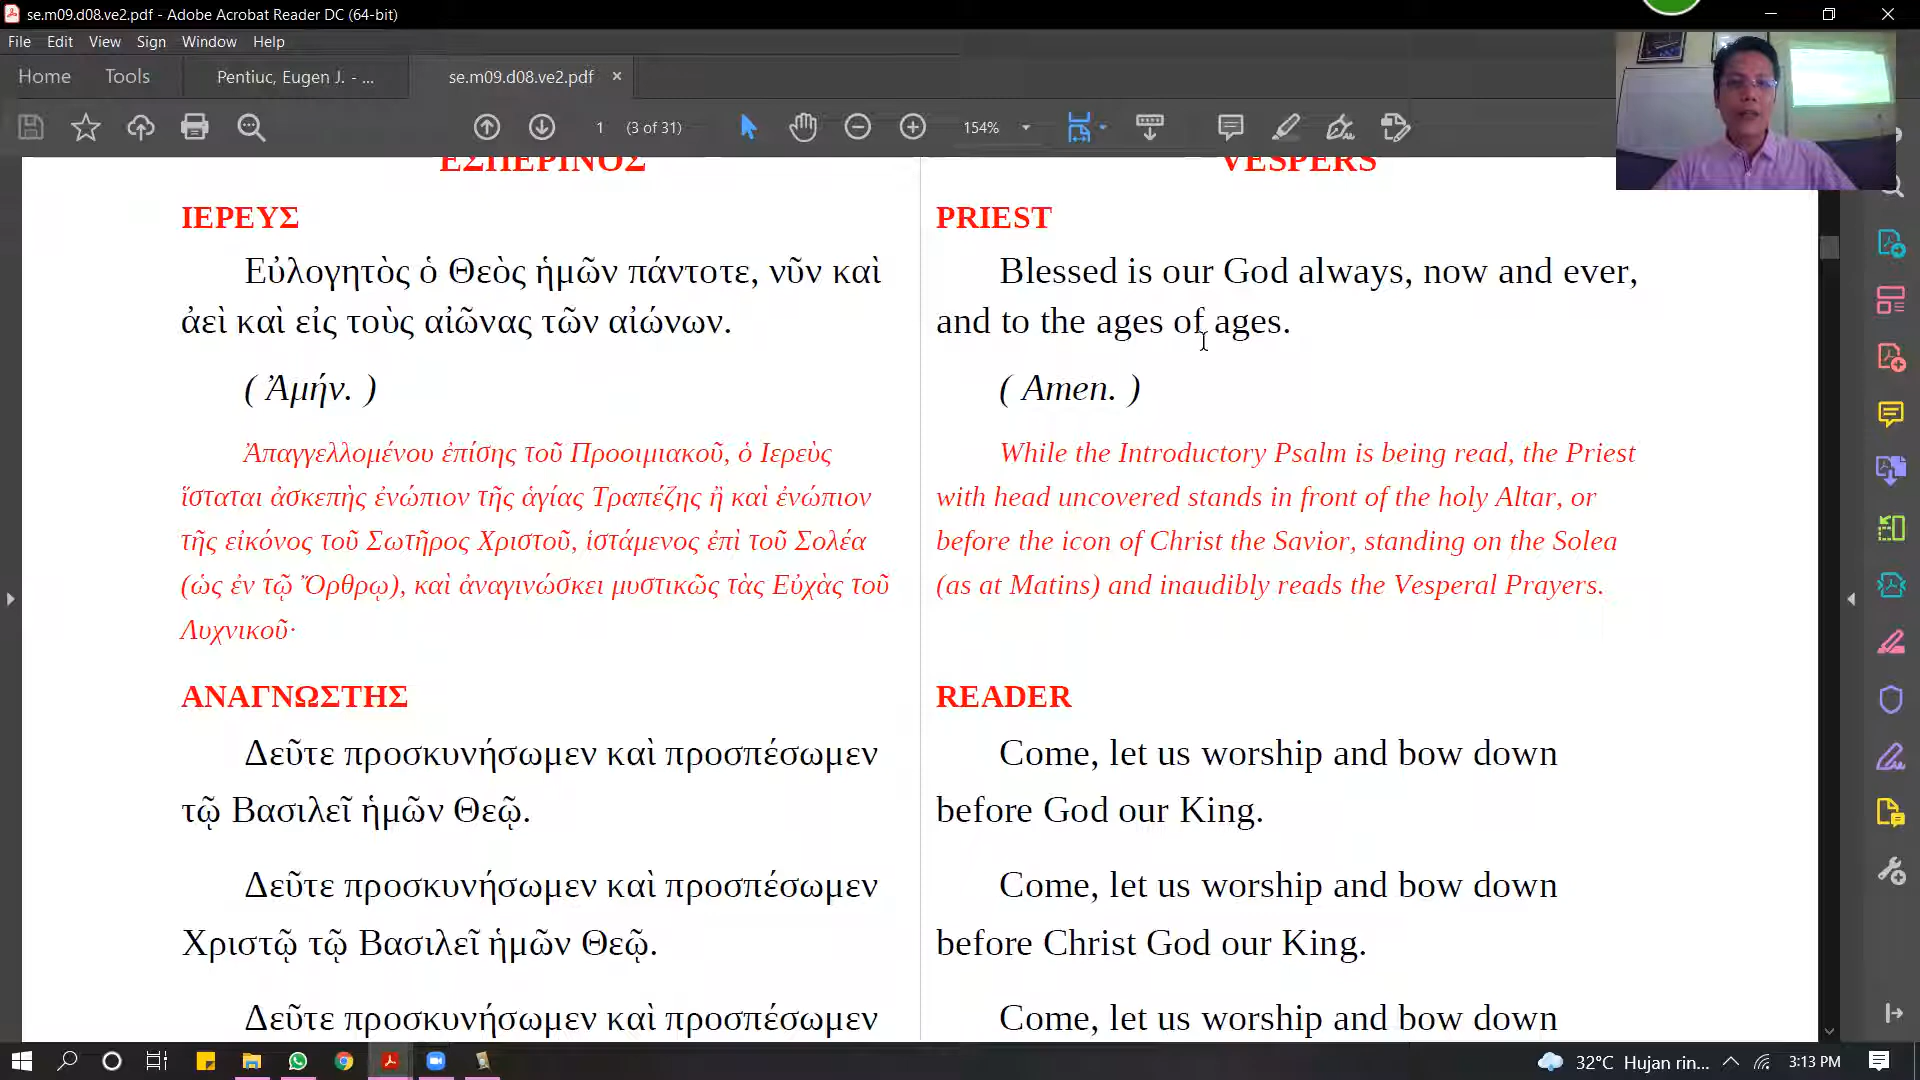 se.m09.d08.ve2.pdf - Adobe Acrobat Reader DC (64-bit)
File Edit View Sign Window Help
Home Tools Pentiuc, Eugen J. - ... se.m09.d08.ve2.pdf ×
1 (3 of 31) 154%
ΕΣΠΕΡΙΝΟΣ
ΙΕΡΕΥΣ
Εὐλογητὸς ὁ Θεὸς ἡμῶν πάντοτε, νῦν καὶ
ἀεὶ καὶ εἰς τοὺς αἰῶνας τῶν αἰώνων.
( Ἀμήν. )
Ἀπαγγελλομένου ἐπίσης τοῦ Προοιμιακοῦ, ὁ Ιερεὺς
ἵσταται ἀσκεπὴς ἐνώπιον τῆς ἁγίας Τραπέζης ἢ καὶ ἐνώπιον
τῆς εἰκόνος τοῦ Σωτῆρος Χριστοῦ, ἱστάμενος ἐπὶ τοῦ Σολέα
(ὡς ἐν τῷ Ὄρθρῳ), καὶ ἀναγινώσκει μυστικῶς τὰς Εὐχὰς τοῦ
Λυχνικοῦ·
ΑΝΑΓΝΩΣΤΗΣ
Δεῦτε προσκυνήσωμεν καὶ προσπέσωμεν
τῷ Βασιλεῖ ἡμῶν Θεῷ.
Δεῦτε προσκυνήσωμεν καὶ προσπέσωμεν
Χριστῷ τῷ Βασιλεῖ ἡμῶν Θεῷ.
Δεῦτε προσκυνήσωμεν καὶ προσπέσωμεν
VESPERS
PRIEST
Blessed is our God always, now and ever,
and to the ages of ages.
( Amen. )
While the Introductory Psalm is being read, the Priest
with head uncovered stands in front of the holy Altar, or
before the icon of Christ the Savior, standing on the Solea
(as at Matins) and inaudibly reads the Vesperal Prayers.
READER
Come, let us worship and bow down
before God our King.
Come, let us worship and bow down
before Christ God our King.
Come, let us worship and bow down
32°C Hujan rin... 3:13 PM